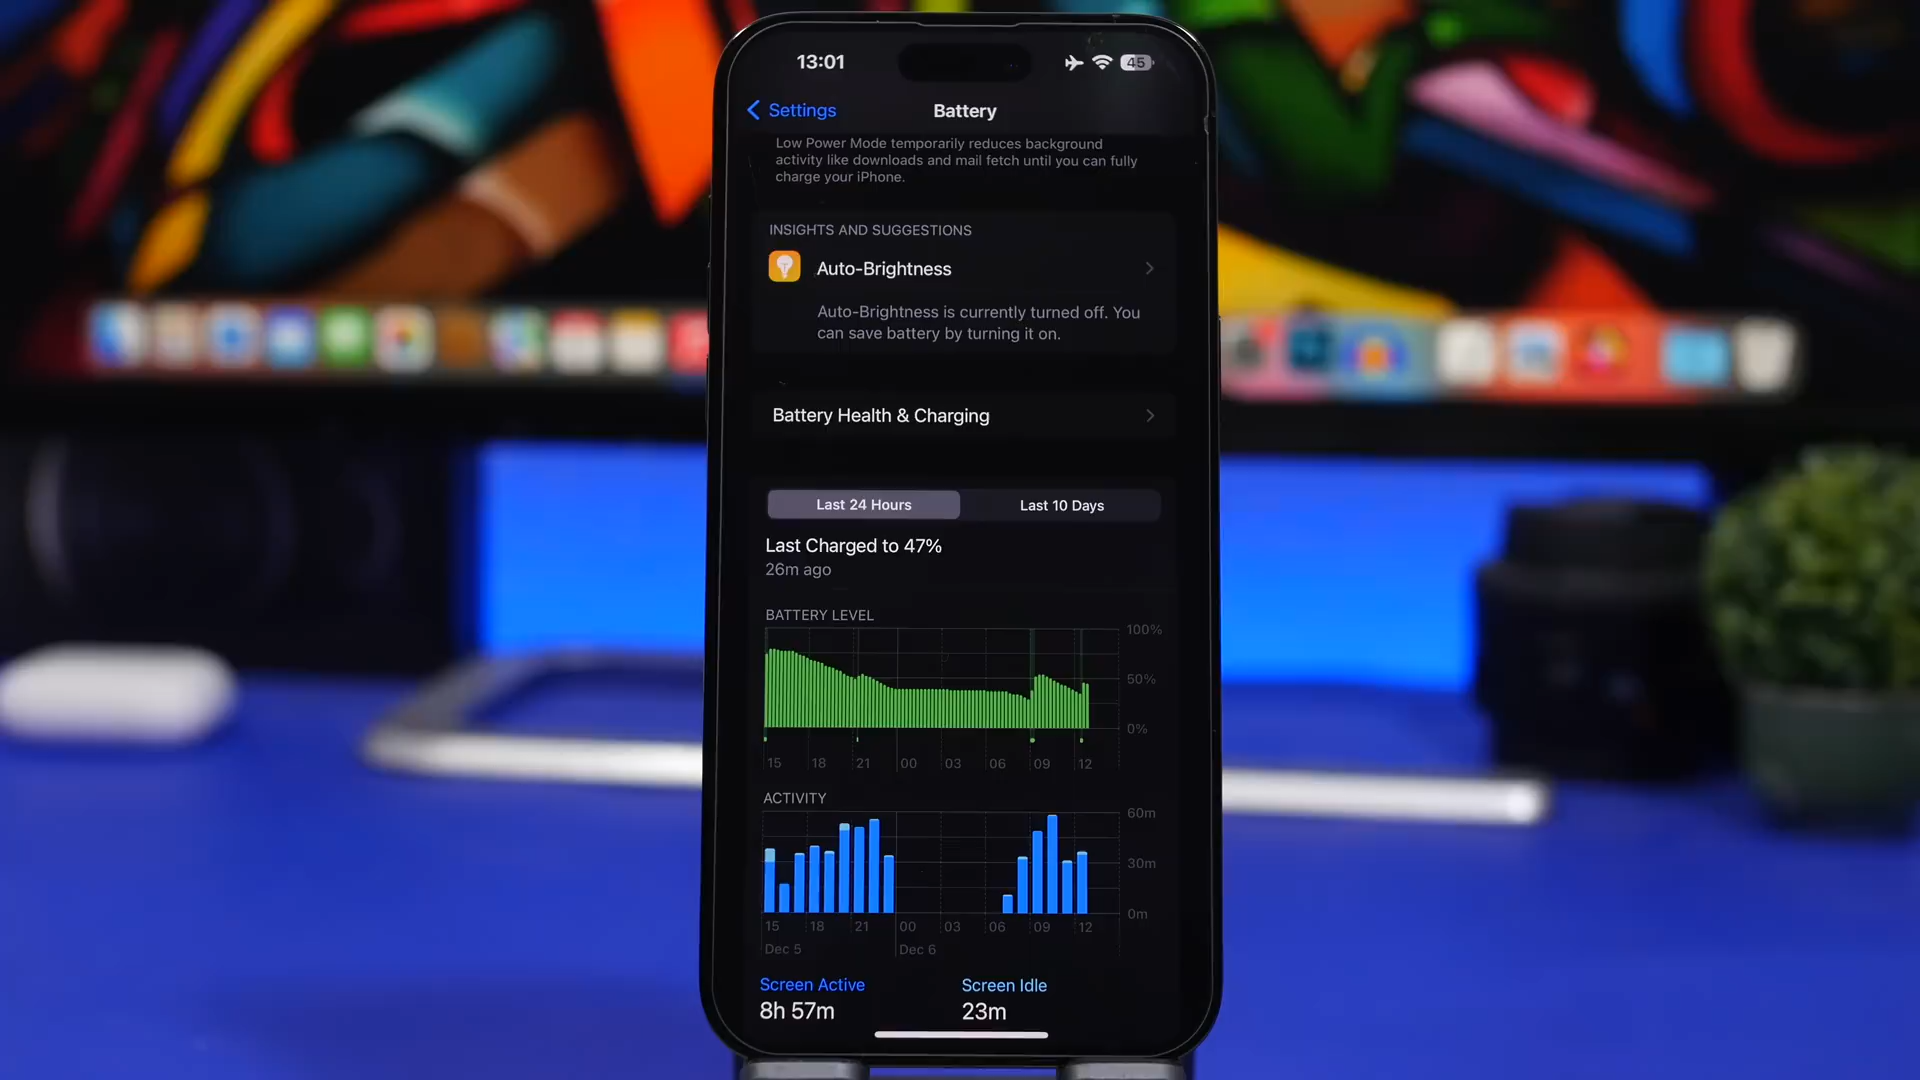 13:01
45
Settings
Battery
Low Power Mode temporarily reduces background
activity like downloads and mail fetch until you can fully
charge your iPhone.
INSIGHTS AND SUGGESTIONS
Auto-Brightness
Auto-Brightness is currently turned off. You
can save battery by turning it on.
Battery Health & Charging
Last 24 Hours
Last 10 Days
Last Charged to 47%
26m ago
BATTERY LEVEL
100%
50%
0%
15 18 21 00 03 06 09 12
ACTIVITY
60m
30m
0m
15 18 21 00 03 06 09 12
Dec 5 Dec 6
Screen Active
8h 57m
Screen Idle
23m